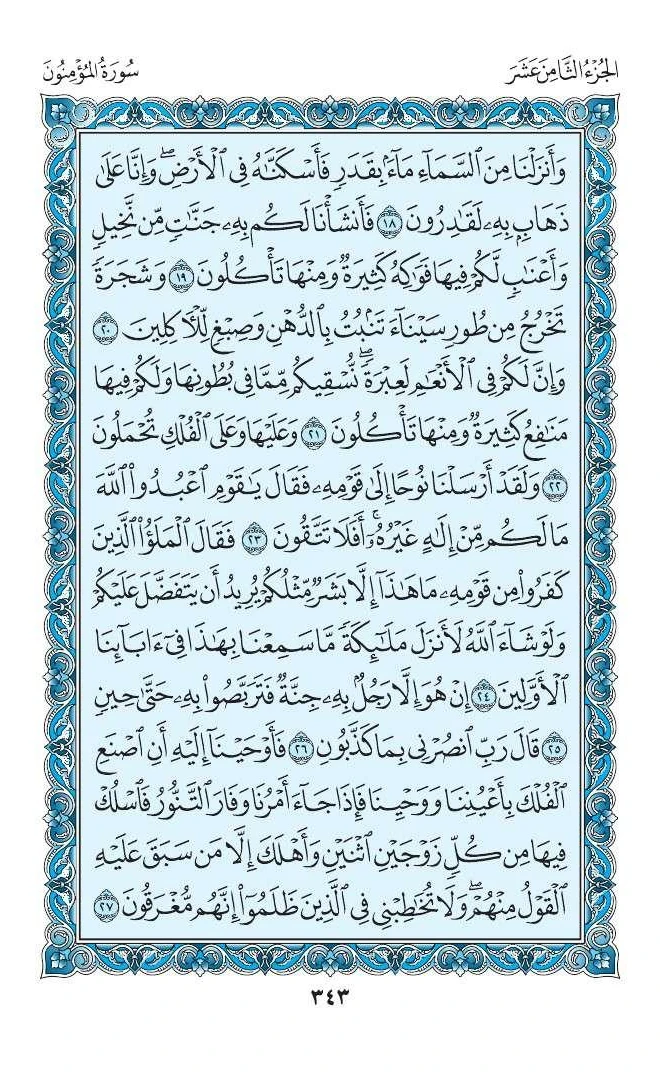 الجُزْءُ الثَّامِنَ عَشَرَ
سُورَةُ المُؤْمِنُونَ
وَأَنزَلْنَا مِنَ ٱلسَّمَآءِ مَآءًۢ بِقَدَرٍ فَأَسْكَنَّٰهُ فِى ٱلْأَرْضِۖ وَإِنَّا عَلَىٰ
ذَهَابٍۭ بِهِۦ لَقَٰدِرُونَ ١٨ فَأَنشَأْنَا لَكُم بِهِۦ جَنَّٰتٍ مِّن نَّخِيلٍ
وَأَعْنَٰبٍ لَّكُمْ فِيهَا فَوَٰكِهُ كَثِيرَةٌ وَمِنْهَا تَأْكُلُونَ ١٩ وَشَجَرَةً
تَخْرُجُ مِن طُورِ سَيْنَآءَ تَنۢبُتُ بِٱلدُّهْنِ وَصِبْغٍ لِّلْءَاكِلِينَ ٢٠
وَإِنَّ لَكُمْ فِى ٱلْأَنْعَٰمِ لَعِبْرَةًۖ نُّسْقِيكُم مِّمَّا فِى بُطُونِهَا وَلَكُمْ فِيهَا
مَنَٰفِعُ كَثِيرَةٌ وَمِنْهَا تَأْكُلُونَ ٢١ وَعَلَيْهَا وَعَلَى ٱلْفُلْكِ تُحْمَلُونَ
٢٢ وَلَقَدْ أَرْسَلْنَا نُوحًا إِلَىٰ قَوْمِهِۦ فَقَالَ يَٰقَوْمِ ٱعْبُدُوا۟ ٱللَّهَ
مَا لَكُم مِّنْ إِلَٰهٍ غَيْرُهُۥٓۚ أَفَلَا تَتَّقُونَ ٢٣ فَقَالَ ٱلْمَلَؤُا۟ ٱلَّذِينَ
كَفَرُوا۟ مِن قَوْمِهِۦ مَا هَٰذَآ إِلَّا بَشَرٌ مِّثْلُكُمْ يُرِيدُ أَن يَتَفَضَّلَ عَلَيْكُمْ
وَلَوْ شَآءَ ٱللَّهُ لَأَنزَلَ مَلَٰٓئِكَةً مَّا سَمِعْنَا بِهَٰذَا فِىٓ ءَابَآئِنَا
ٱلْأَوَّلِينَ ٢٤ إِنْ هُوَ إِلَّا رَجُلٌۢ بِهِۦ جِنَّةٌ فَتَرَبَّصُوا۟ بِهِۦ حَتَّىٰ حِينٍ
٢٥ قَالَ رَبِّ ٱنصُرْنِى بِمَا كَذَّبُونِ ٢٦ فَأَوْحَيْنَآ إِلَيْهِ أَنِ ٱصْنَعِ
ٱلْفُلْكَ بِأَعْيُنِنَا وَوَحْيِنَا فَإِذَا جَآءَ أَمْرُنَا وَفَارَ ٱلتَّنُّورُ فَٱسْلُكْ
فِيهَا مِن كُلٍّ زَوْجَيْنِ ٱثْنَيْنِ وَأَهْلَكَ إِلَّا مَن سَبَقَ عَلَيْهِ
ٱلْقَوْلُ مِنْهُمْۖ وَلَا تُخَٰطِبْنِى فِى ٱلَّذِينَ ظَلَمُوٓا۟ إِنَّهُم مُّغْرَقُونَ ٢٧
٣٤٣